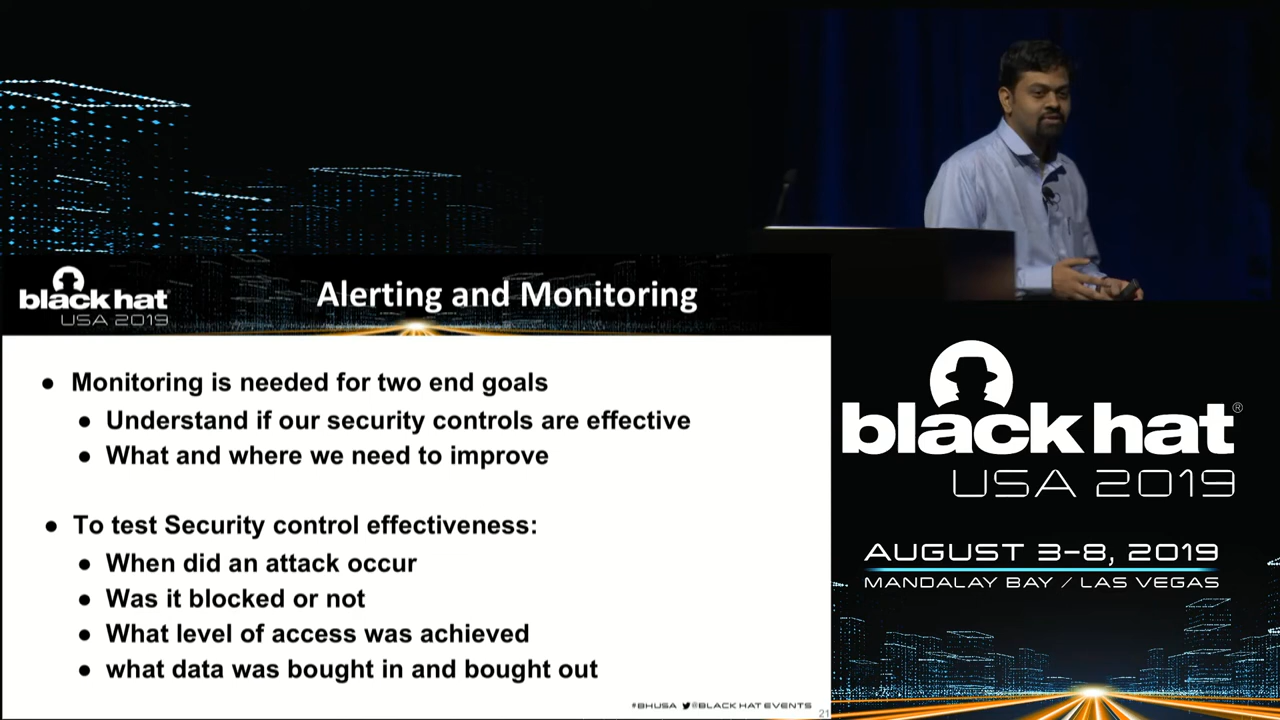 black hat
USA 2019
Alerting and Monitoring
● Monitoring is needed for two end goals
● Understand if our security controls are effective
● What and where we need to improve
● To test Security control effectiveness:
● When did an attack occur
● Was it blocked or not
● What level of access was achieved
● what data was bought in and bought out
#BHUSA @BLACK HAT EVENTS
21
black hat®
USA 2019
AUGUST 3-8, 2019
MANDALAY BAY / LAS VEGAS